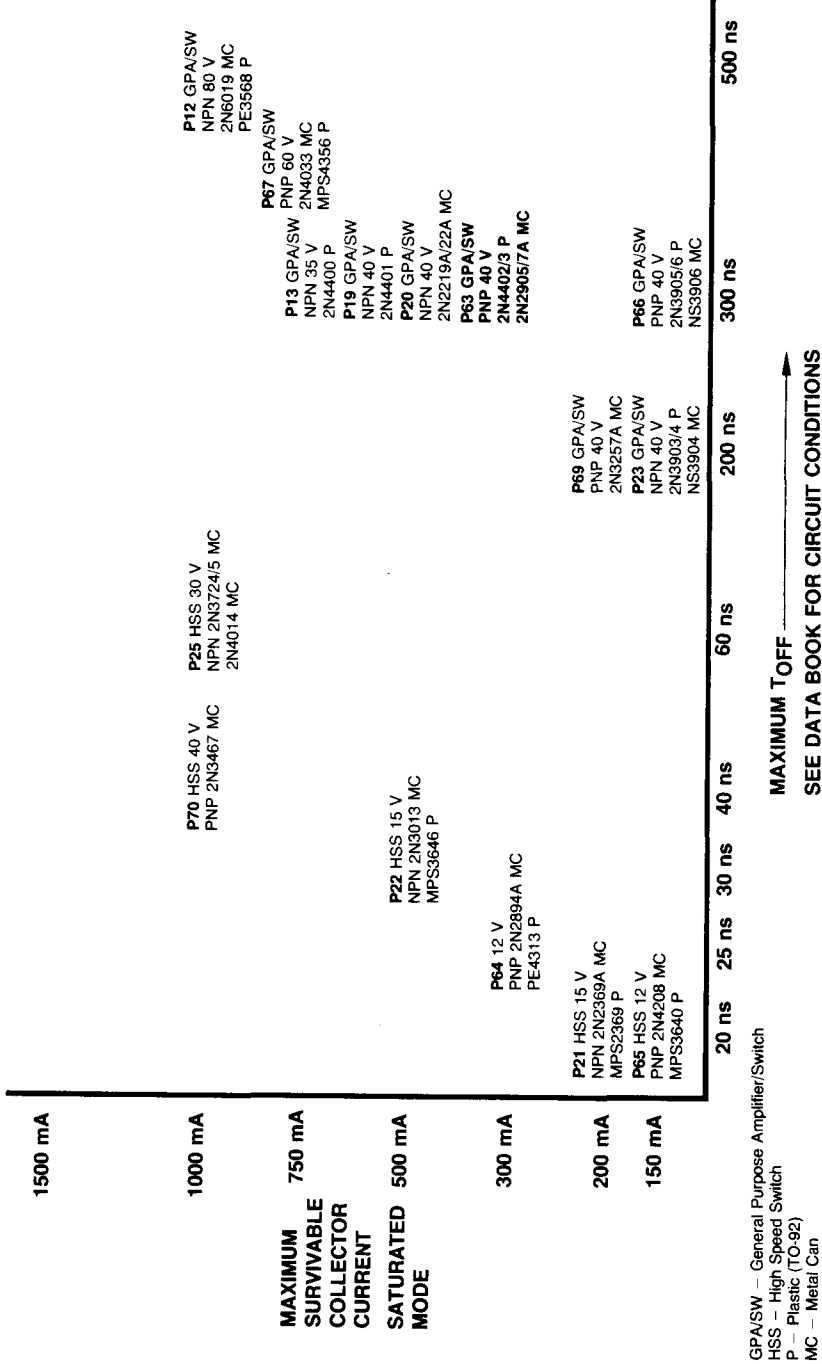 1500 mA
1000 mA
750 mA
500 mA
300 mA
200 mA
150 mA
MAXIMUM
SURVIVABLE
COLLECTOR
CURRENT
SATURATED
MODE
P12 GPA/SW
NPN 80 V
2N6019 MC
PE3568 P
P67 GPA/SW
PNP 60 V
2N4033 MC
MPS4356 P
P13 GPA/SW
NPN 35 V
2N4400 P
P19 GPA/SW
NPN 40 V
2N4401 P
P20 GPA/SW
NPN 40 V
2N2219A/22A MC
P63 GPA/SW
PNP 40 V
2N4402/3 P
2N2905/7A MC
P66 GPA/SW
PNP 40 V
2N3905/6 P
NS3906 MC
P69 GPA/SW
PNP 40 V
2N3257A MC
P23 GPA/SW
NPN 40 V
2N3903/4 P
NS3904 MC
P25 HSS 30 V
NPN 2N3724/5 MC
2N4014 MC
P70 HSS 40 V
PNP 2N3467 MC
P22 HSS 15 V
NPN 2N3013 MC
MPS3646 P
P64 12 V
PNP 2N2894A MC
PE4313 P
P21 HSS 15 V
NPN 2N2369A MC
MPS2369 P
P65 HSS 12 V
PNP 2N4208 MC
MPS3640 P
20 ns
25 ns
30 ns
40 ns
60 ns
200 ns
300 ns
500 ns
MAXIMUM TOFF
SEE DATA BOOK FOR CIRCUIT CONDITIONS
GPA/SW – General Purpose Amplifier/Switch
HSS – High Speed Switch
P – Plastic (TO-92)
MC – Metal Can